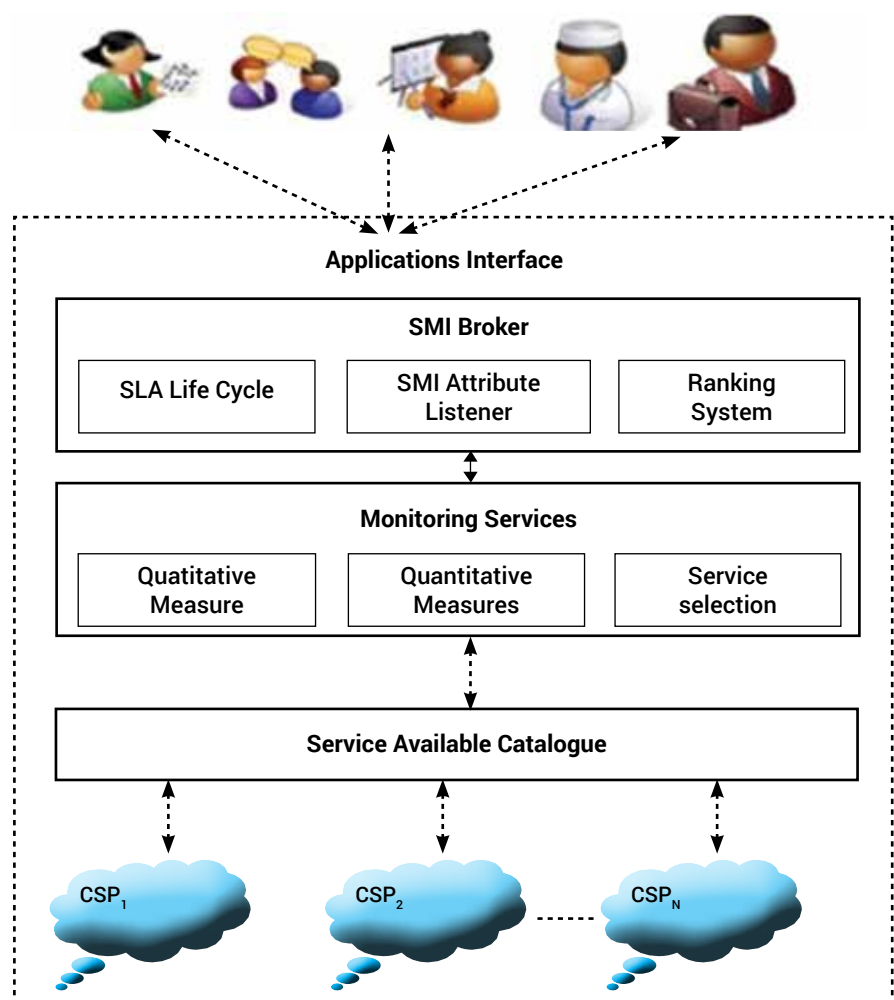 Applications Interface
SMI Broker
SLA Life Cycle
SMI Attribute
Listener
Ranking
System
Monitoring Services
Quatitative
Measure
Quantitative
Measures
Service
selection
Service Available Catalogue
CSP₁
CSP₂
CSP_N